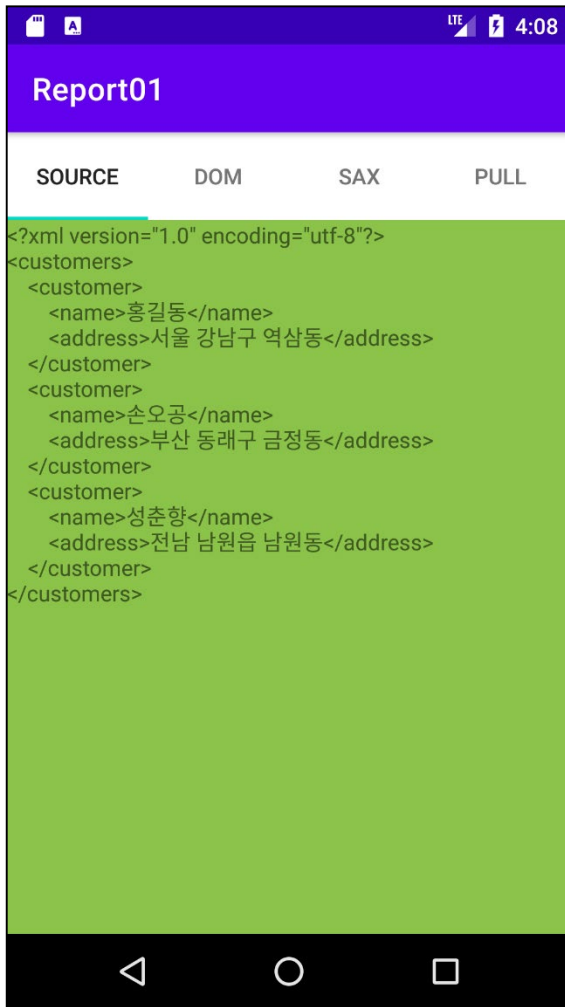 LTE 4:08
Report01
SOURCE DOM SAX PULL
<?xml version="1.0" encoding="utf-8"?>
<customers>
  <customer>
    <name>홍길동</name>
    <address>서울 강남구 역삼동</address>
  </customer>
  <customer>
    <name>손오공</name>
    <address>부산 동래구 금정동</address>
  </customer>
  <customer>
    <name>성춘향</name>
    <address>전남 남원읍 남원동</address>
  </customer>
</customers>